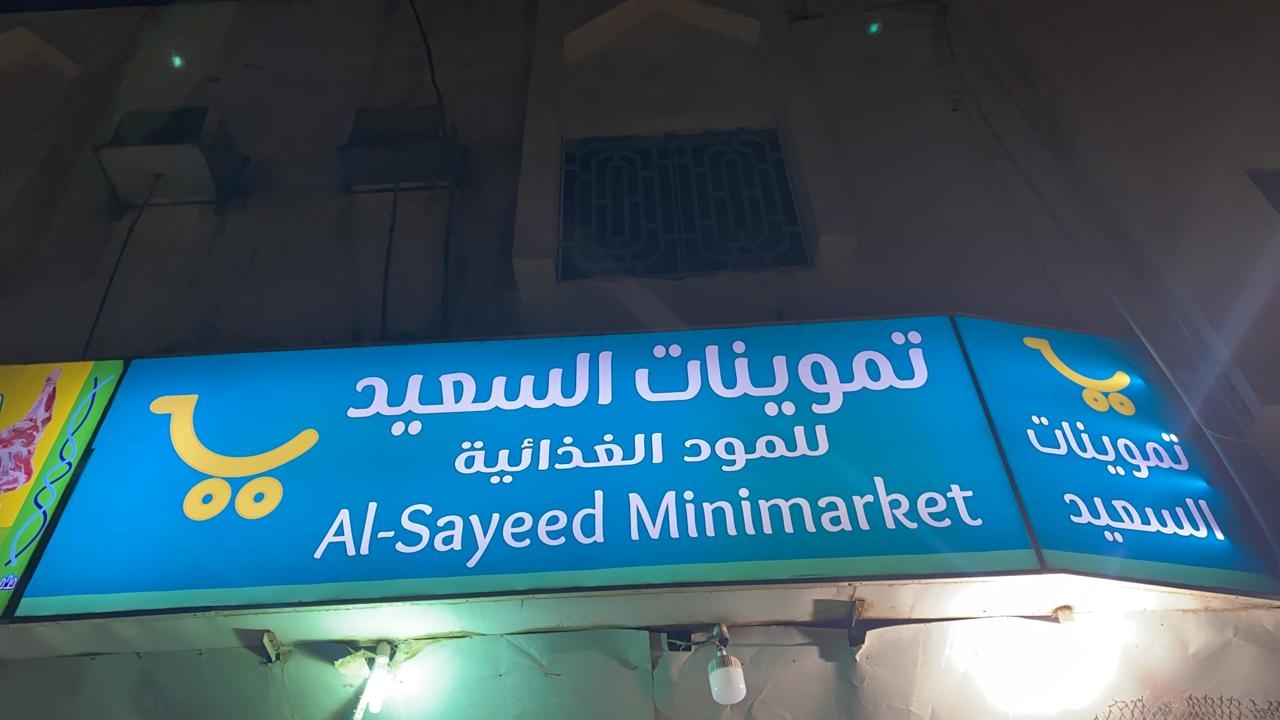 تموينات السعيد
للمود الغذائية
Al-Sayeed Minimarket
تموينات
السعيد